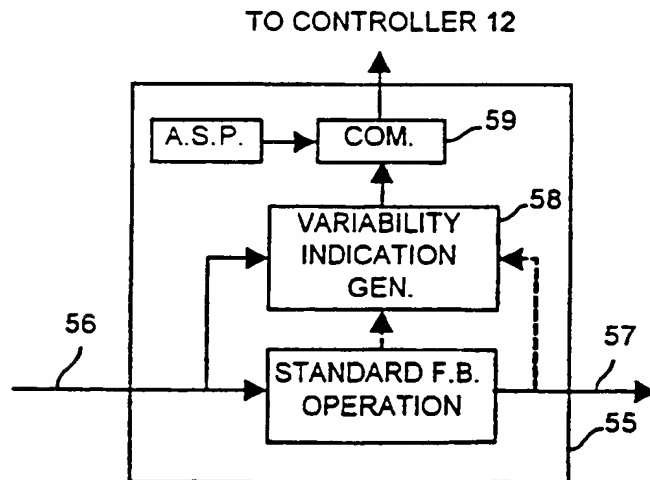 TO CONTROLLER 12
A.S.P.
COM.
59
VARIABILITY
INDICATION
GEN.
58
56
STANDARD F.B.
OPERATION
57
55